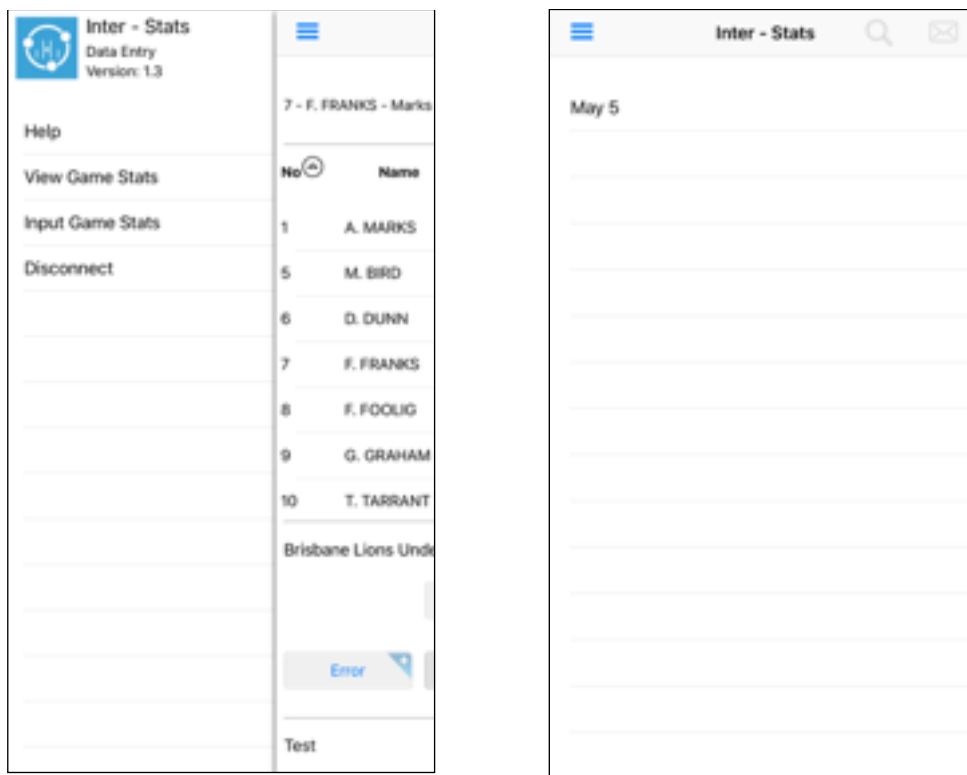 Inter - Stats
Data Entry
Version: 1.3
Help
View Game Stats
Input Game Stats
Disconnect
7 - F. FRANKS - Marks
No Name
1 A. MARKS
5 M. BIRD
6 D. DUNN
7 F. FRANKS
8 F. FOOLIG
9 G. GRAHAM
10 T. TARRANT
Brisbane Lions Unde
Error
Test
Inter - Stats
May 5